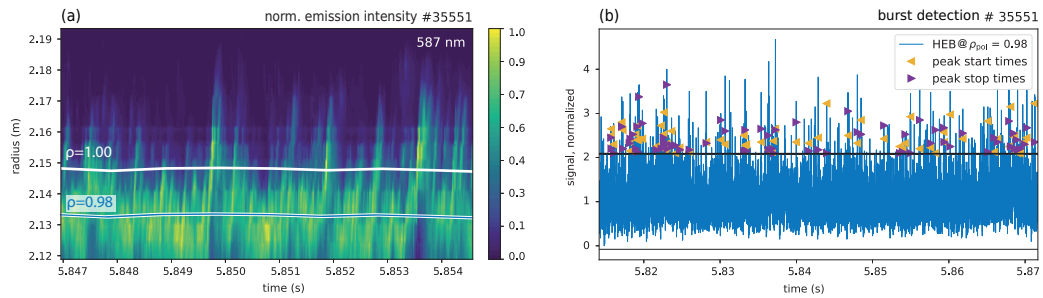 (a)
norm. emission intensity #35551
587 nm
ρ=1.00
ρ=0.98
radius (m)
2.19
2.18
2.17
2.16
2.15
2.14
2.13
2.12
5.847 5.848 5.849 5.850 5.851 5.852 5.853 5.854
time (s)
1.0
0.9
0.7
0.6
0.5
0.4
0.3
0.1
0.0
(b)
burst detection # 35551
HEB@ρpol = 0.98
peak start times
peak stop times
signal, normalized
4
3
2
1
0
5.82 5.83 5.84 5.85 5.86 5.87
time (s)